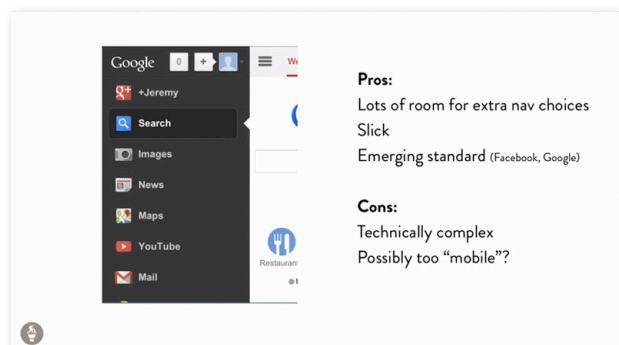 Google 0 +
We
+Jeremy
Search
Images
News
Maps
YouTube
Mail
Restaurant
Pros:
Lots of room for extra nav choices
Slick
Emerging standard (Facebook, Google)
Cons:
Technically complex
Possibly too “mobile”?